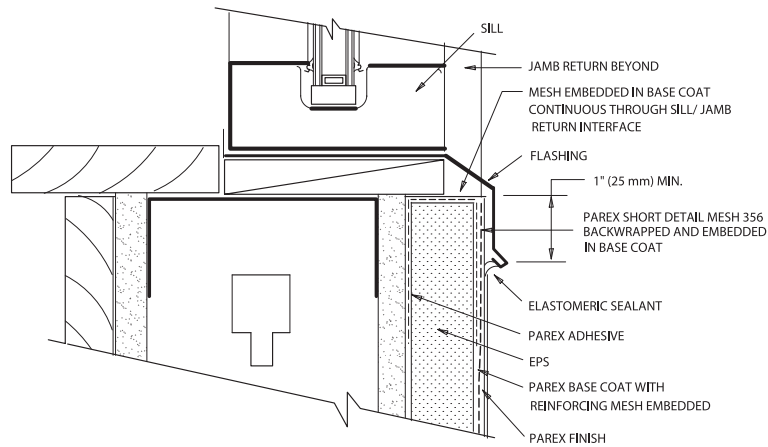 SILL
JAMB RETURN BEYOND
MESH EMBEDDED IN BASE COAT
CONTINUOUS THROUGH SILL/ JAMB
RETURN INTERFACE
FLASHING
1" (25 mm) MIN.
PAREX SHORT DETAIL MESH 356
BACKWRAPPED AND EMBEDDED
IN BASE COAT
ELASTOMERIC SEALANT
PAREX ADHESIVE
EPS
PAREX BASE COAT WITH
REINFORCING MESH EMBEDDED
PAREX FINISH